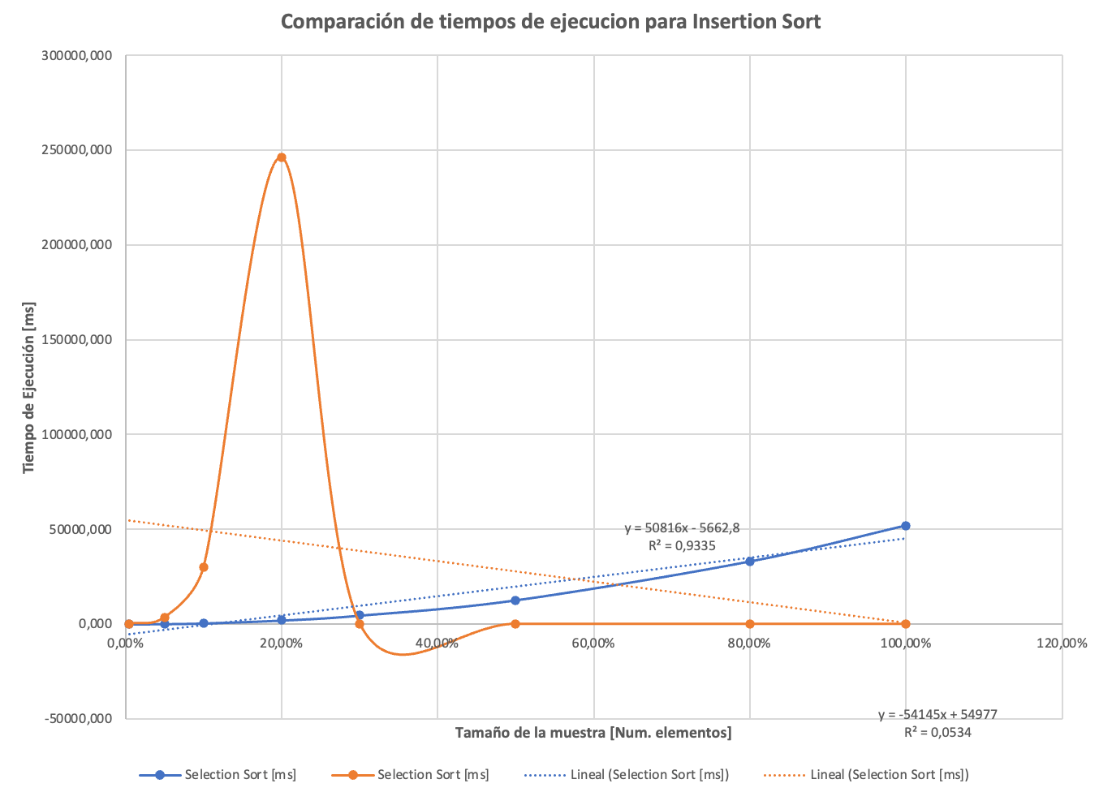 Comparación de tiempos de ejecucion para Insertion Sort
300000,000
250000,000
200000,000
150000,000
100000,000
50000,000
0,000
-50000,000
Tiempo de Ejecución [ms]
y = 50816x - 5662,8
R² = 0,9335
0,00%
20,00%
40,00%
60,00%
80,00%
100,00%
120,00%
y = -54145x + 54977
R² = 0,0534
Tamaño de la muestra [Num. elementos]
Selection Sort [ms]
Selection Sort [ms]
Lineal (Selection Sort [ms])
Lineal (Selection Sort [ms])